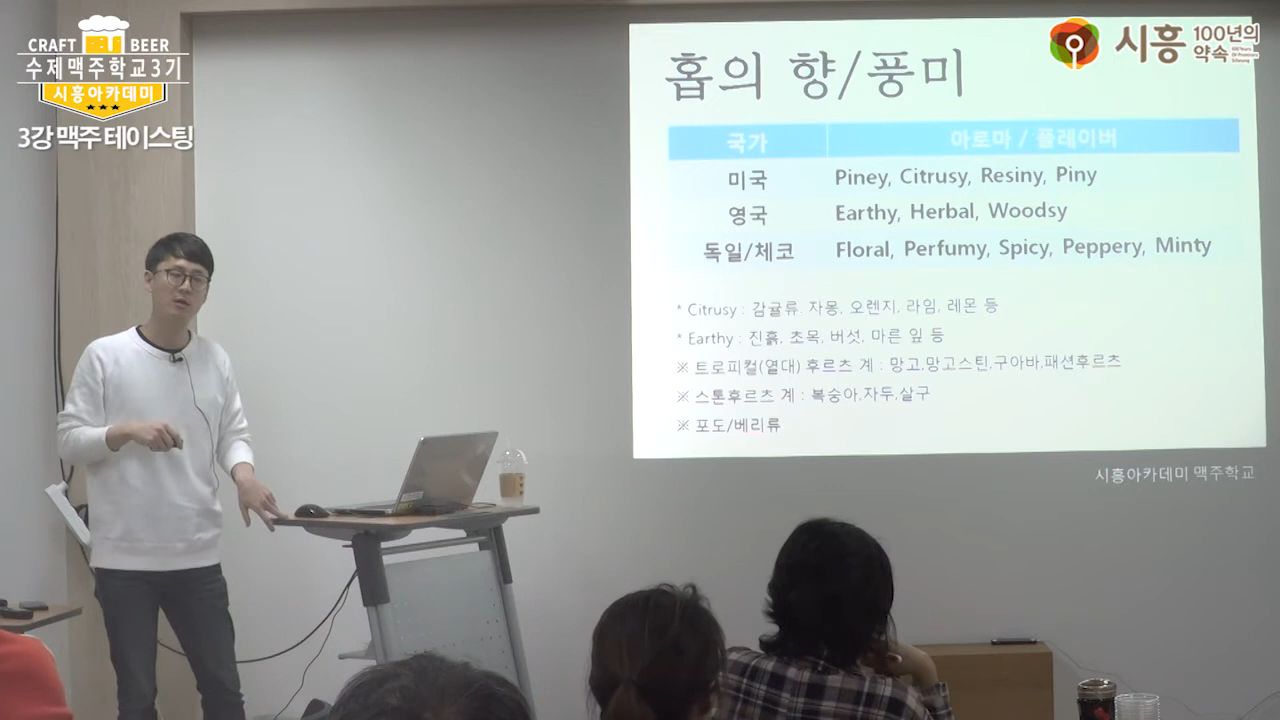 CRAFT BEER
수제맥주학교3기
시흥아카데미
3강 맥주 테이스팅
시흥 100년의 약속
홉의 향/풍미
국가 아로마 / 플레이버
미국 Piney, Citrusy, Resiny, Piny
영국 Earthy, Herbal, Woodsy
독일/체코 Floral, Perfumy, Spicy, Peppery, Minty
* Citrusy : 감귤류. 자몽, 오렌지, 라임, 레몬 등
* Earthy : 진흙, 초목, 버섯, 마른 잎 등
※ 트로피컬(열대) 후르츠 계 : 망고,망고스틴,구아바,패션후르츠
※ 스톤후르츠 계 : 복숭아,자두,살구
※ 포도/베리류
시흥아카데미 맥주학교